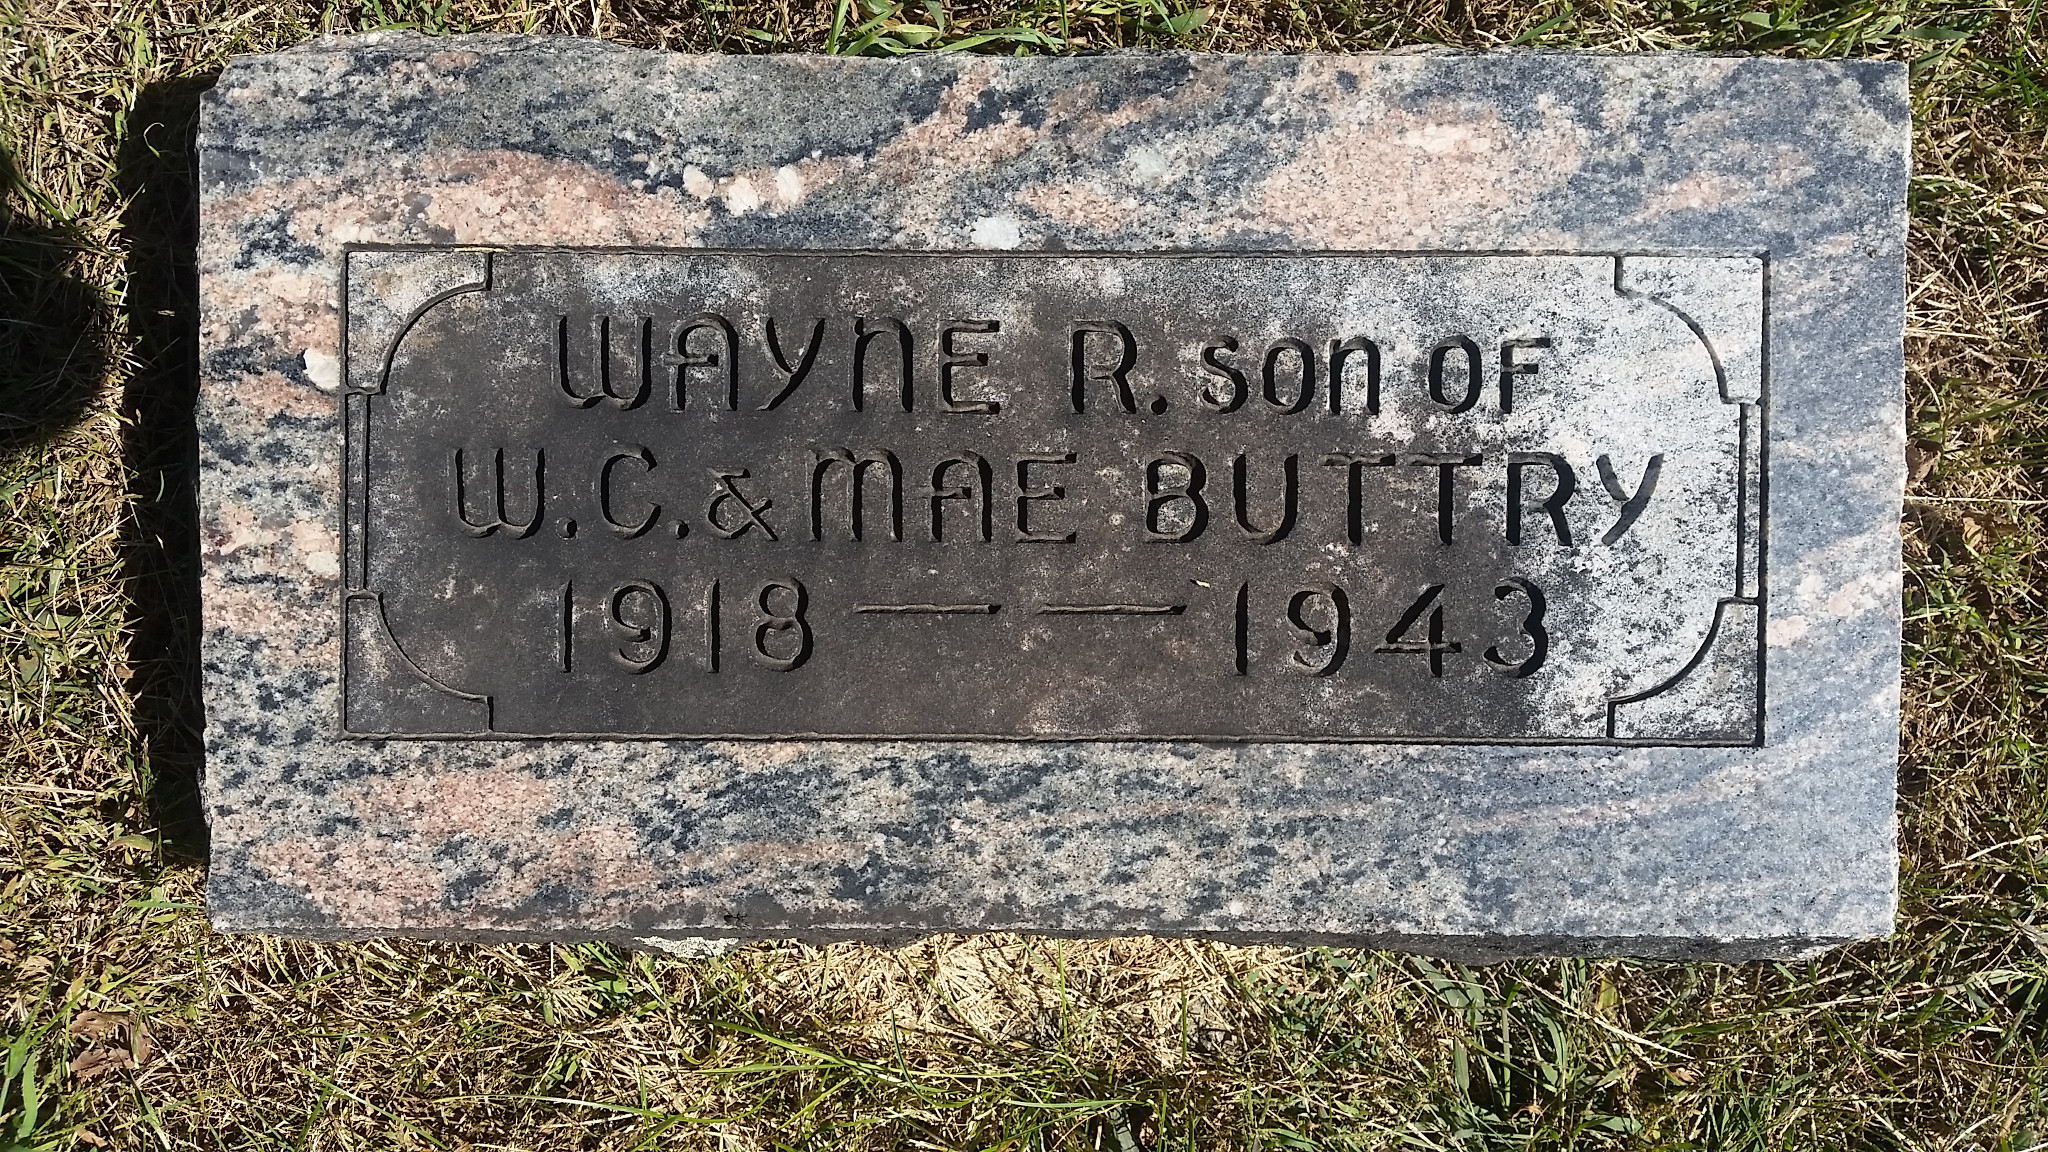 WAYNE R. SON OF
W. C. & MAE BUTTRY
1918 — — 1943